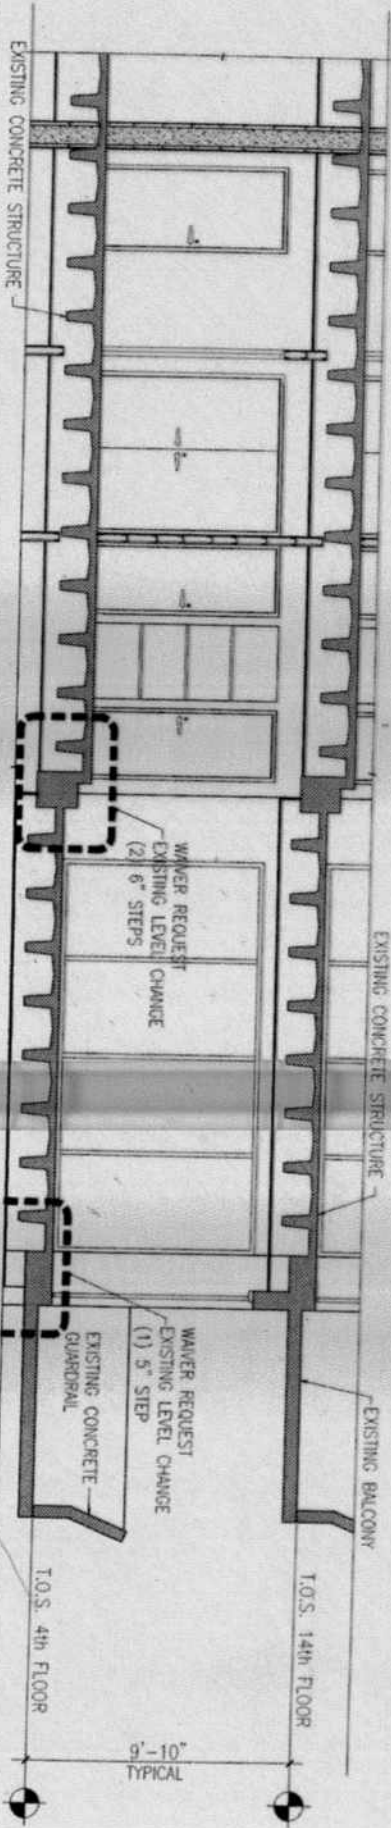 EXISTING CONCRETE STRUCTURE
EXISTING CONCRETE STRUCTURE
EXISTING BALCONY
WAIVER REQUEST
EXISTING LEVEL CHANGE
(2) 6" STEPS
WAIVER REQUEST
EXISTING LEVEL CHANGE
(1) 5" STEP
EXISTING CONCRETE
GUARDRAIL
T.O.S. 14th FLOOR
T.O.S. 4th FLOOR
9'-10"
TYPICAL